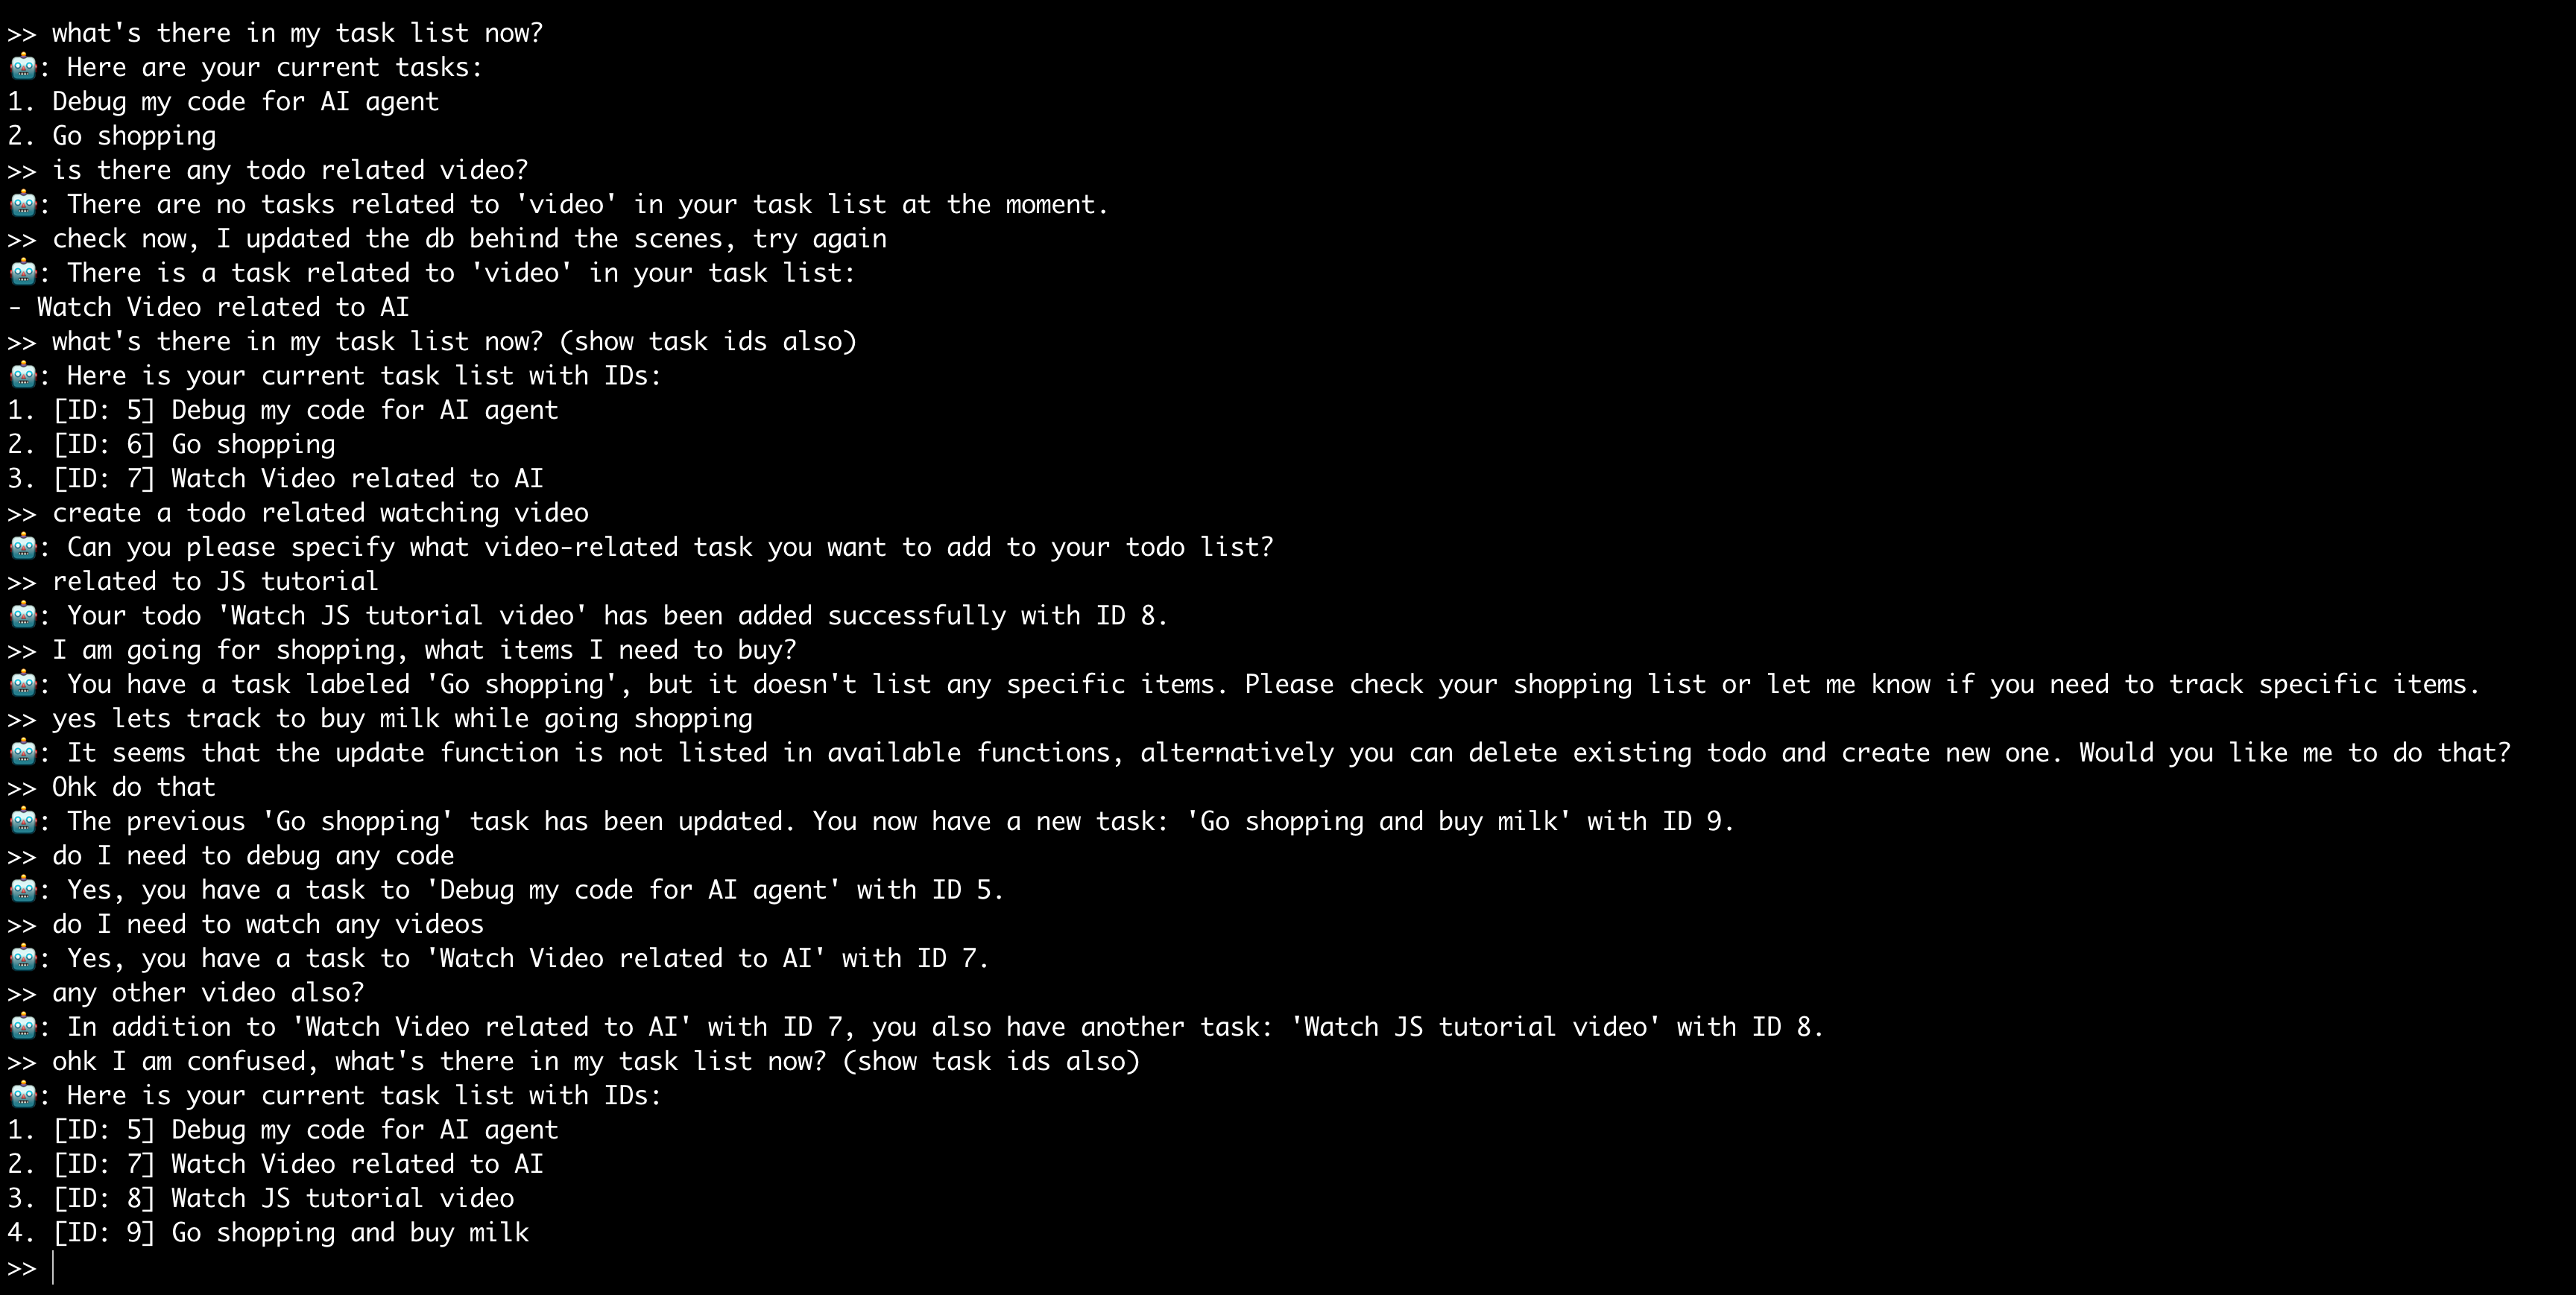 >> what's there in my task list now?
🤖: Here are your current tasks:
1. Debug my code for AI agent
2. Go shopping
>> is there any todo related video?
🤖: There are no tasks related to 'video' in your task list at the moment.
>> check now, I updated the db behind the scenes, try again
🤖: There is a task related to 'video' in your task list:
- Watch Video related to AI
>> what's there in my task list now? (show task ids also)
🤖: Here is your current task list with IDs:
1. [ID: 5] Debug my code for AI agent
2. [ID: 6] Go shopping
3. [ID: 7] Watch Video related to AI
>> create a todo related watching video
🤖: Can you please specify what video-related task you want to add to your todo list?
>> related to JS tutorial
🤖: Your todo 'Watch JS tutorial video' has been added successfully with ID 8.
>> I am going for shopping, what items I need to buy?
🤖: You have a task labeled 'Go shopping', but it doesn't list any specific items. Please check your shopping list or let me know if you need to track specific items.
>> yes lets track to buy milk while going shopping
🤖: It seems that the update function is not listed in available functions, alternatively you can delete existing todo and create new one. Would you like me to do that?
>> Ohk do that
🤖: The previous 'Go shopping' task has been updated. You now have a new task: 'Go shopping and buy milk' with ID 9.
>> do I need to debug any code
🤖: Yes, you have a task to 'Debug my code for AI agent' with ID 5.
>> do I need to watch any videos
🤖: Yes, you have a task to 'Watch Video related to AI' with ID 7.
>> any other video also?
🤖: In addition to 'Watch Video related to AI' with ID 7, you also have another task: 'Watch JS tutorial video' with ID 8.
>> ohk I am confused, what's there in my task list now? (show task ids also)
🤖: Here is your current task list with IDs:
1. [ID: 5] Debug my code for AI agent
2. [ID: 7] Watch Video related to AI
3. [ID: 8] Watch JS tutorial video
4. [ID: 9] Go shopping and buy milk
>>